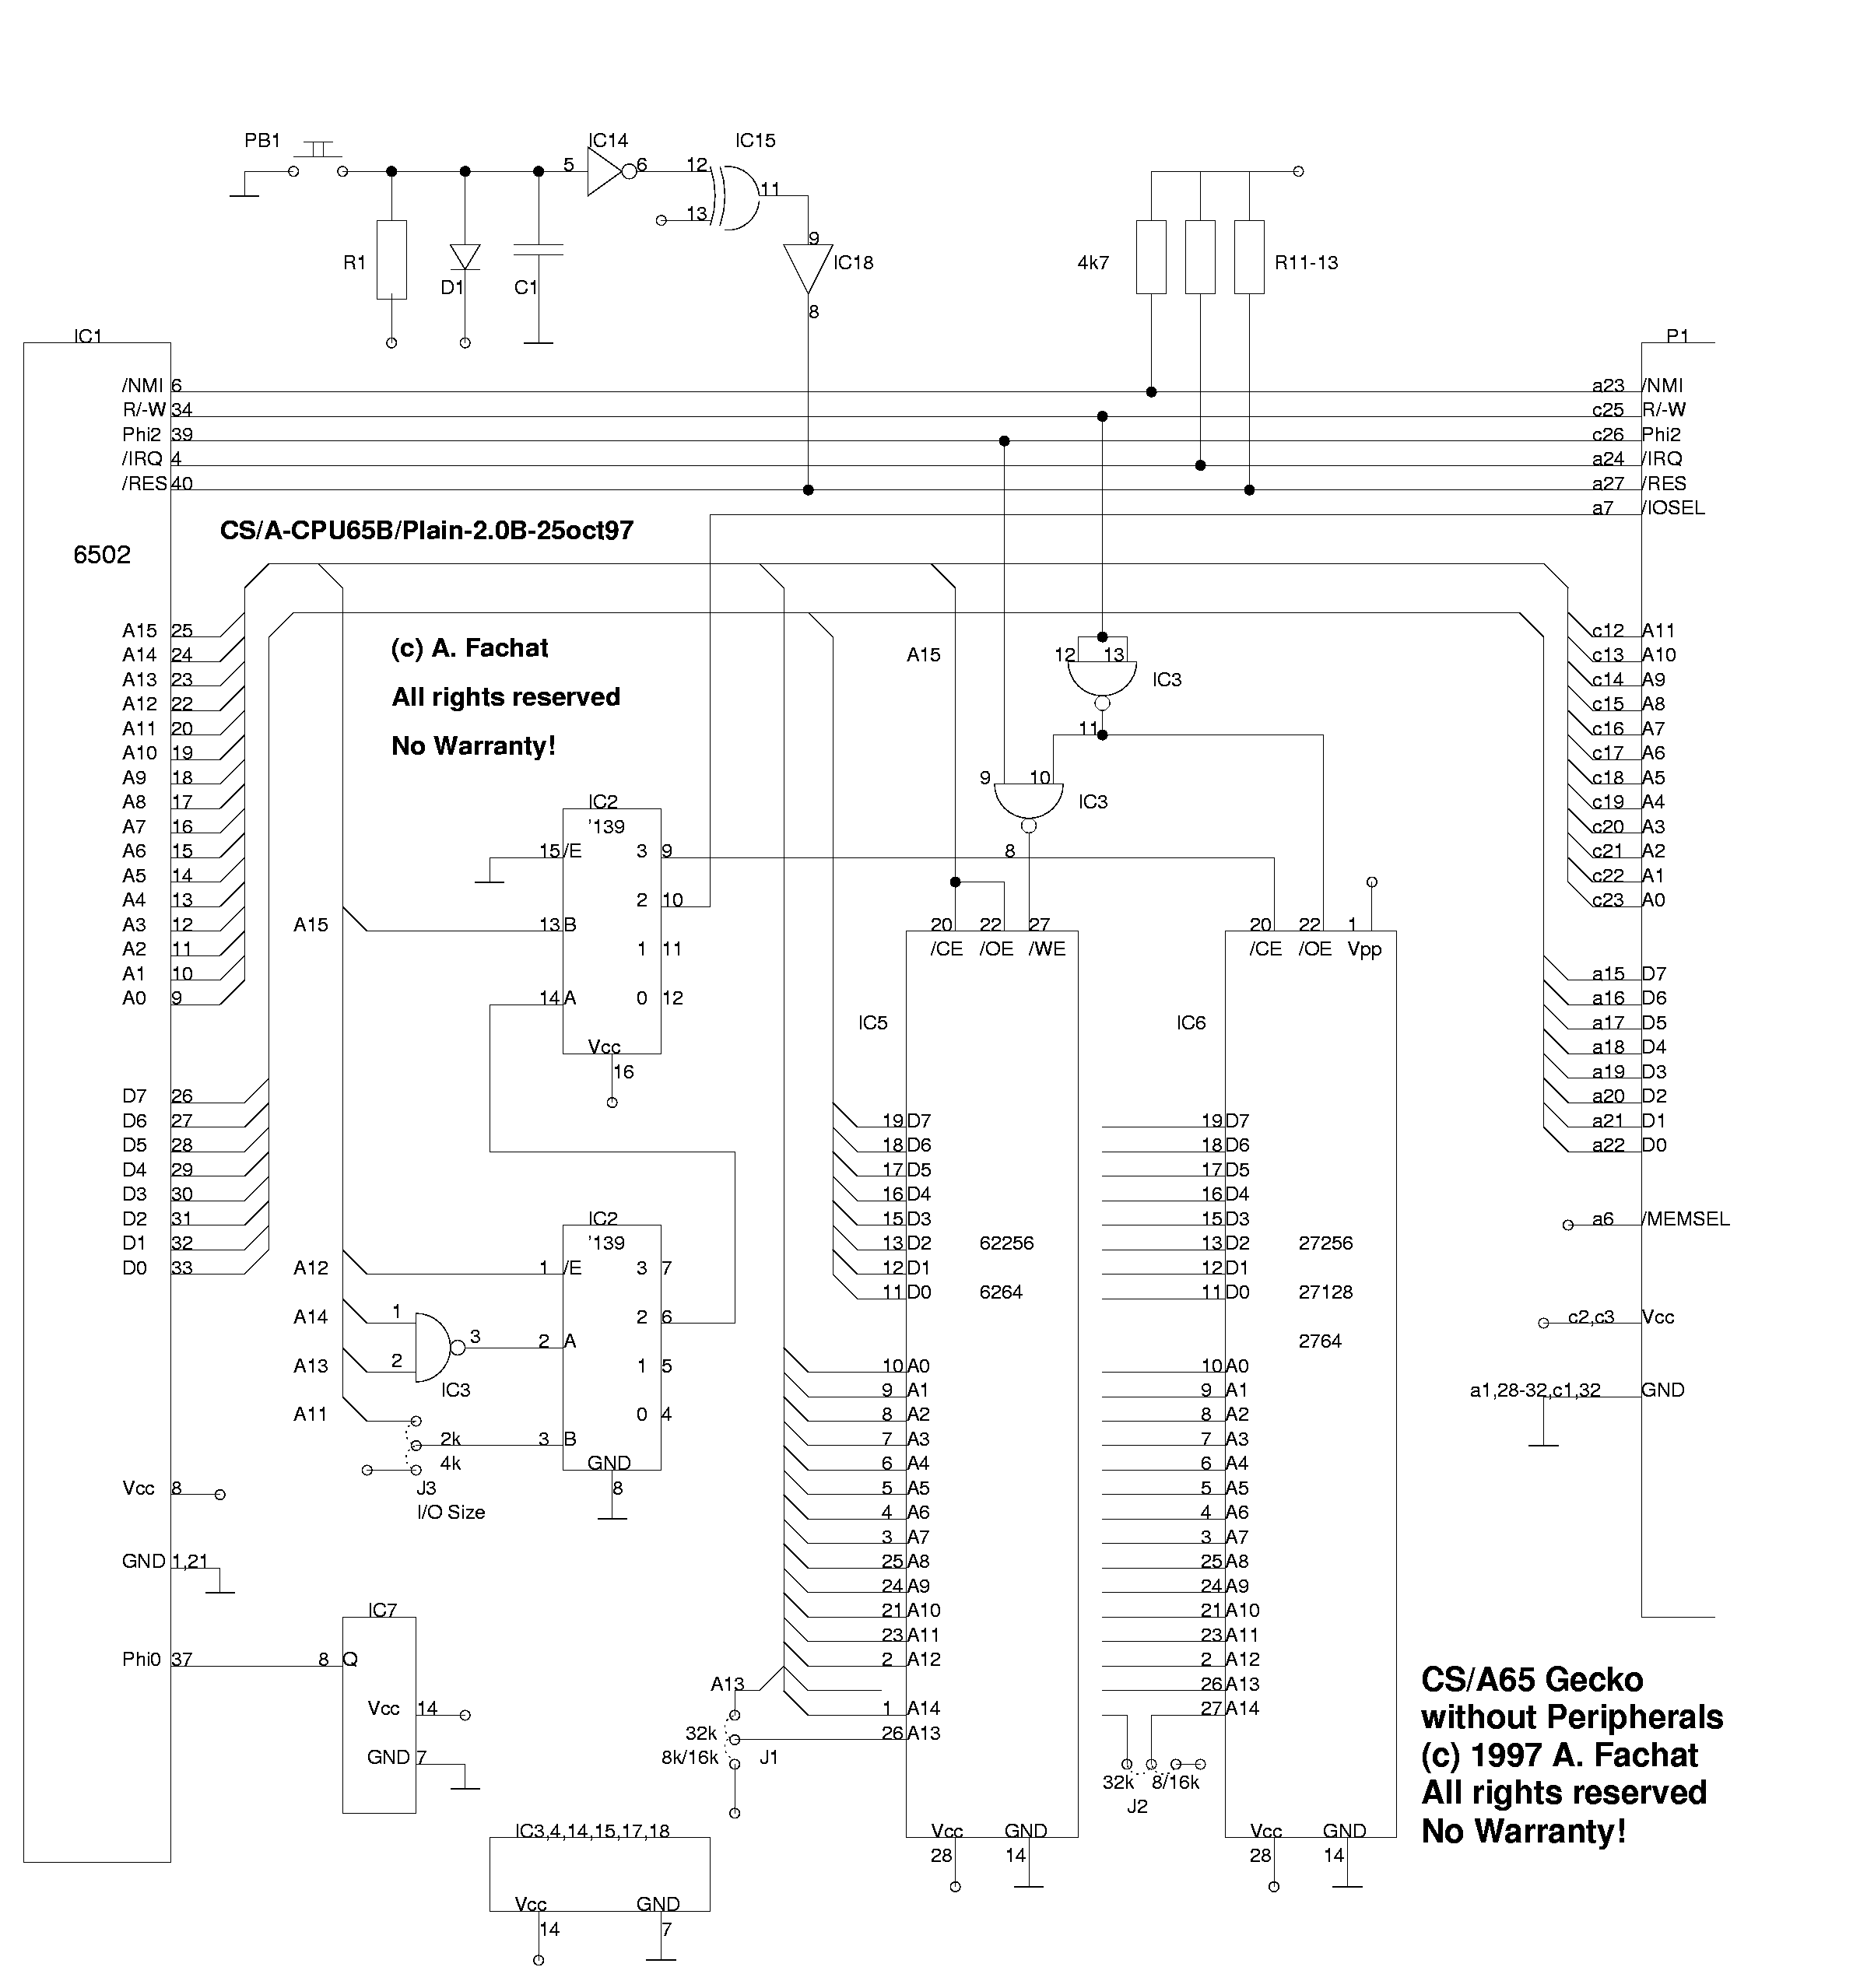 PB1
IC14
IC15
5
6
12
11
13
9
IC18
8
R1
D1
C1
4k7
R11-13
IC1
P1
/NMI 6
a23 /NMI
R/-W 34
c25 R/-W
Phi2 39
c26 Phi2
/IRQ 4
a24 /IRQ
/RES 40
a27 /RES
a7 /IOSEL
CS/A-CPU65B/Plain-2.0B-25oct97
6502
A15 25
A14 24
A13 23
A12 22
A11 20
A10 19
A9 18
A8 17
A7 16
A6 15
A5 14
A4 13
A3 12
A2 11
A1 10
A0 9
D7 26
D6 27
D5 28
D4 29
D3 30
D2 31
D1 32
D0 33
Vcc 8
GND 1,21
Phi0 37
(c) A. Fachat
All rights reserved
No Warranty!
A15
12 13
IC3
11
9 10
IC3
8
IC2
'139
15 /E 3 9
2 10
A15 13 B
1 11
14 A 0 12
Vcc
16
IC2
'139
A12 1 /E 3 7
A14 1
2 6
3 2 A
A13 2
1 5
IC3
A11
0 4
2k 3 B
4k GND
J3 8
I/O Size
IC7
8 Q
Vcc 14
GND 7
IC3,4,14,15,17,18
Vcc GND
14 7
A13
32k
8k/16k J1
20 22 27
/CE /OE /WE
IC5
19 D7
18 D6
17 D5
16 D4
15 D3
13 D2 62256
12 D1
11 D0 6264
10 A0
9 A1
8 A2
7 A3
6 A4
5 A5
4 A6
3 A7
25 A8
24 A9
21 A10
23 A11
2 A12
1 A14
26 A13
Vcc GND
28 14
20 22 1
/CE /OE Vpp
IC6
19 D7
18 D6
17 D5
16 D4
15 D3
13 D2 27256
12 D1
11 D0 27128
2764
10 A0
9 A1
8 A2
7 A3
6 A4
5 A5
4 A6
3 A7
25 A8
24 A9
21 A10
23 A11
2 A12
26 A13
27 A14
32k 8/16k
J2
Vcc GND
28 14
c12 A11
c13 A10
c14 A9
c15 A8
c16 A7
c17 A6
c18 A5
c19 A4
c20 A3
c21 A2
c22 A1
c23 A0
a15 D7
a16 D6
a17 D5
a18 D4
a19 D3
a20 D2
a21 D1
a22 D0
a6 /MEMSEL
c2,c3 Vcc
a1,28-32,c1,32 GND
CS/A65 Gecko
without Peripherals
(c) 1997 A. Fachat
All rights reserved
No Warranty!